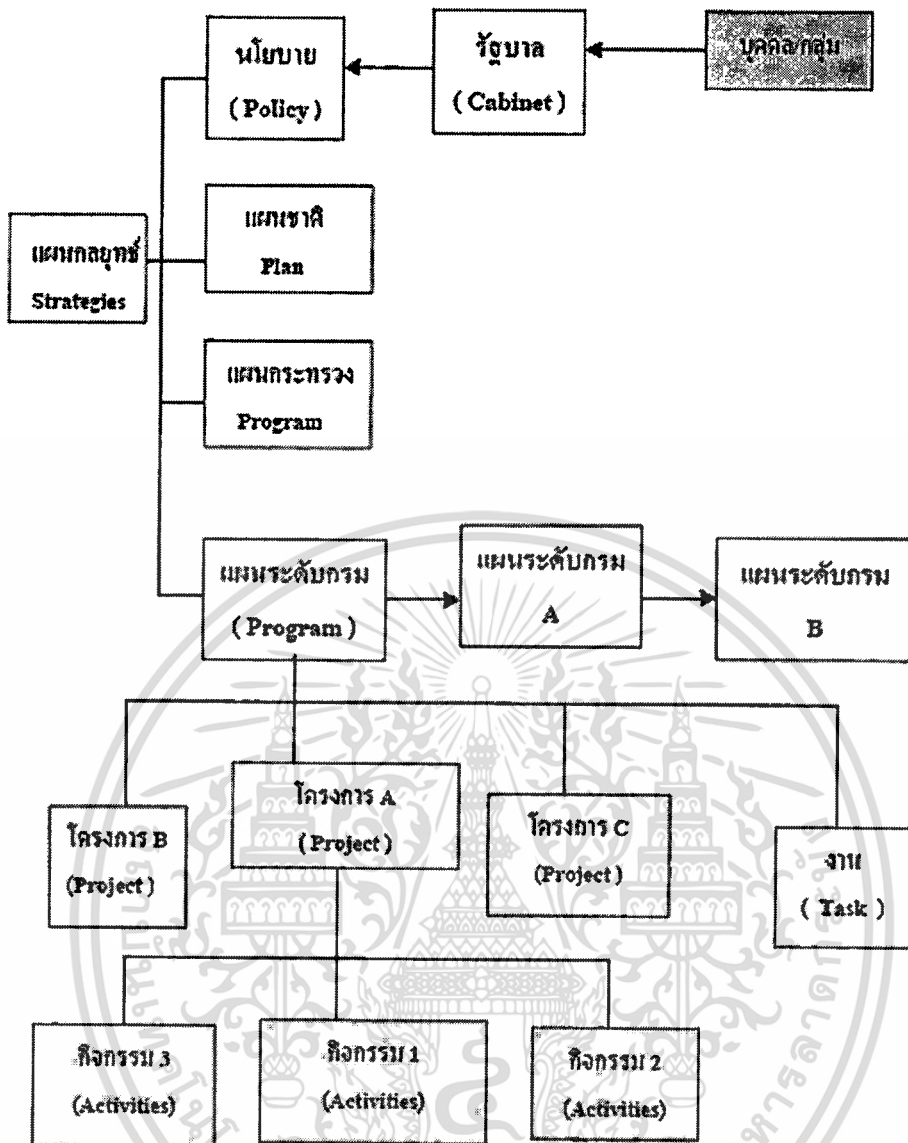 นโยบาย
( Policy )
รัฐบาล
( Cabinet )
บุคคล/กลุ่ม
แผนกลยุทธ์
Strategies
แผนชาติ
Plan
แผนกระทรวง
Program
แผนระดับกรม
( Program )
แผนระดับกรม
A
แผนระดับกรม
B
โครงการ B
(Project )
โครงการ A
( Project )
โครงการ C
(Project )
งาน
( Task )
กิจกรรม 3
(Activities)
กิจกรรม 1
(Activities)
กิจกรรม 2
(Activities)